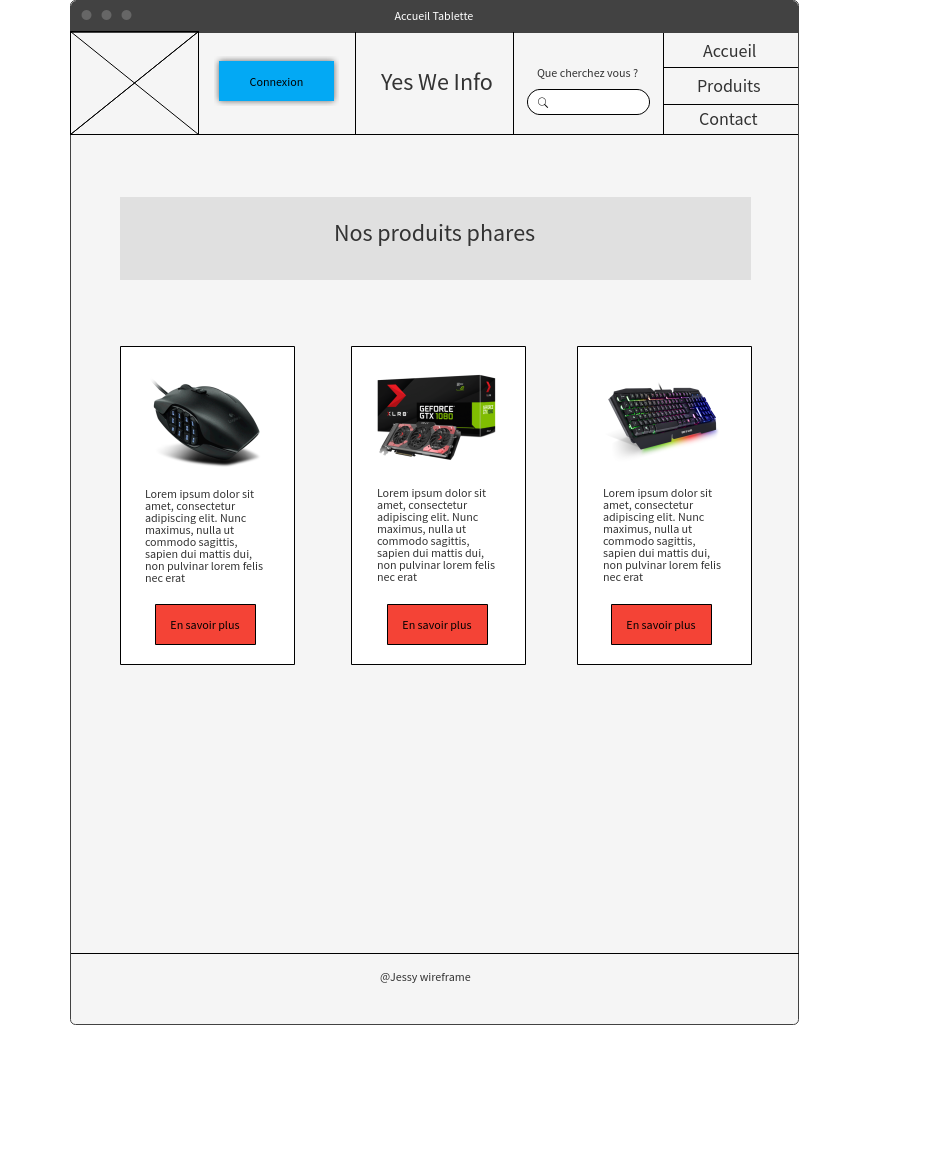 Accueil Tablette
Connexion
Yes We Info
Que cherchez vous ?
Accueil
Produits
Contact
Nos produits phares
XLR8
GEFORCE
GTX 1080
Lorem ipsum dolor sit
amet, consectetur
adipiscing elit. Nunc
maximus, nulla ut
commodo sagittis,
sapien dui mattis dui,
non pulvinar lorem felis
nec erat
En savoir plus
Lorem ipsum dolor sit
amet, consectetur
adipiscing elit. Nunc
maximus, nulla ut
commodo sagittis,
sapien dui mattis dui,
non pulvinar lorem felis
nec erat
En savoir plus
Lorem ipsum dolor sit
amet, consectetur
adipiscing elit. Nunc
maximus, nulla ut
commodo sagittis,
sapien dui mattis dui,
non pulvinar lorem felis
nec erat
En savoir plus
@Jessy wireframe